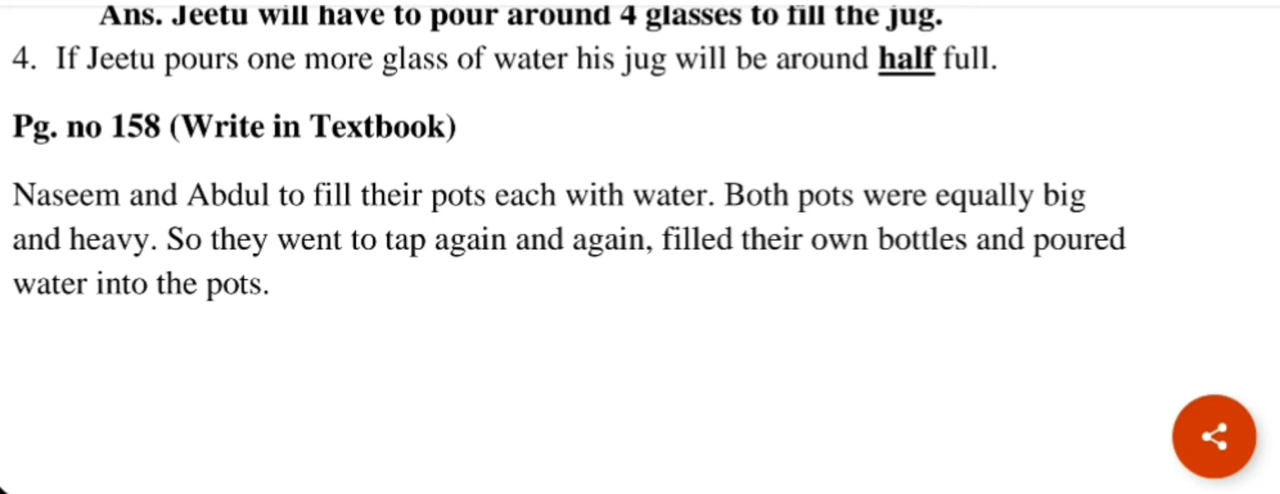 Ans. Jeetu will have to pour around 4 glasses to fill the jug.
4. If Jeetu pours one more glass of water his jug will be around half full.
Pg. no 158 (Write in Textbook)
Naseem and Abdul to fill their pots each with water. Both pots were equally big
and heavy. So they went to tap again and again, filled their own bottles and poured
water into the pots.